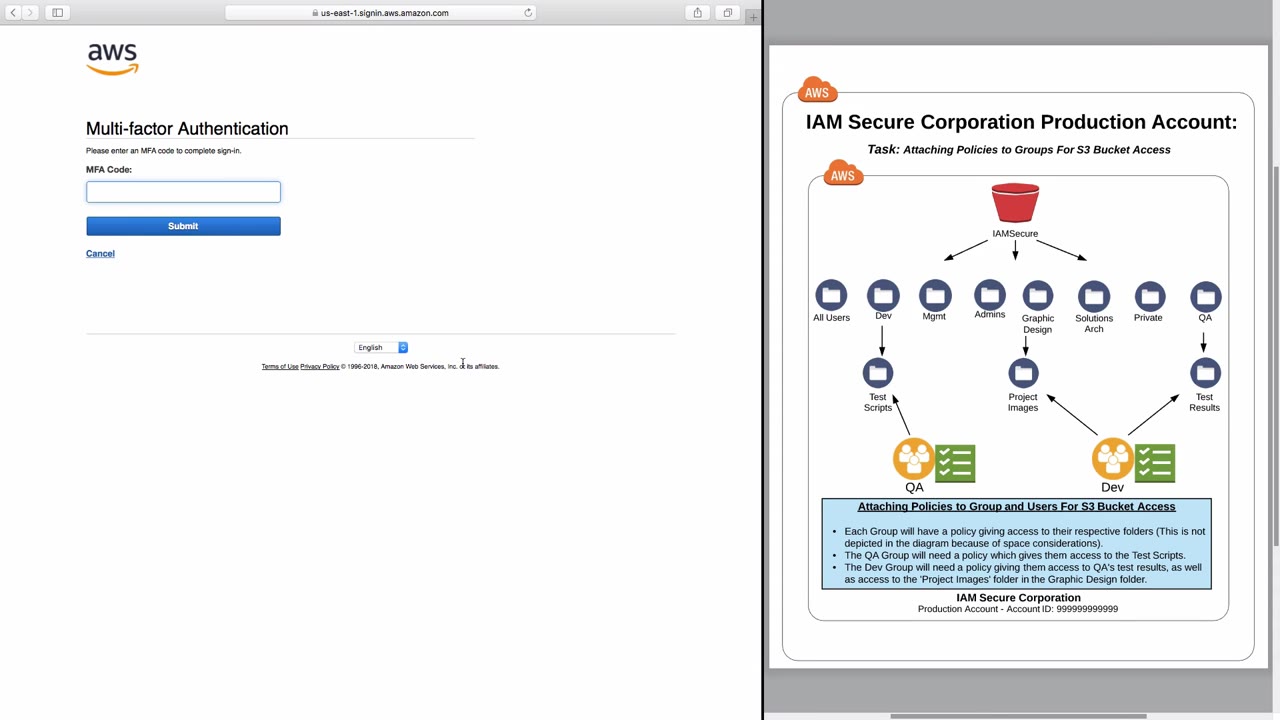 us-east-1.signin.aws.amazon.com
aws
Multi-factor Authentication
Please enter an MFA code to complete sign-in.
MFA Code:
Submit
Cancel
English
Terms of Use Privacy Policy © 1996-2018, Amazon Web Services, Inc. or its affiliates.
AWS
IAM Secure Corporation Production Account:
Task: Attaching Policies to Groups For S3 Bucket Access
AWS
IAMSecure
All Users
Dev
Mgmt
Admins
Graphic
Design
Solutions
Arch
Private
QA
Test
Scripts
Project
Images
Test
Results
QA
Dev
Attaching Policies to Group and Users For S3 Bucket Access
• Each Group will have a policy giving access to their respective folders (This is not
depicted in the diagram because of space considerations).
• The QA Group will need a policy which gives them access to the Test Scripts.
• The Dev Group will need a policy giving them access to QA's test results, as well
as access to the 'Project Images' folder in the Graphic Design folder.
IAM Secure Corporation
Production Account - Account ID: 999999999999